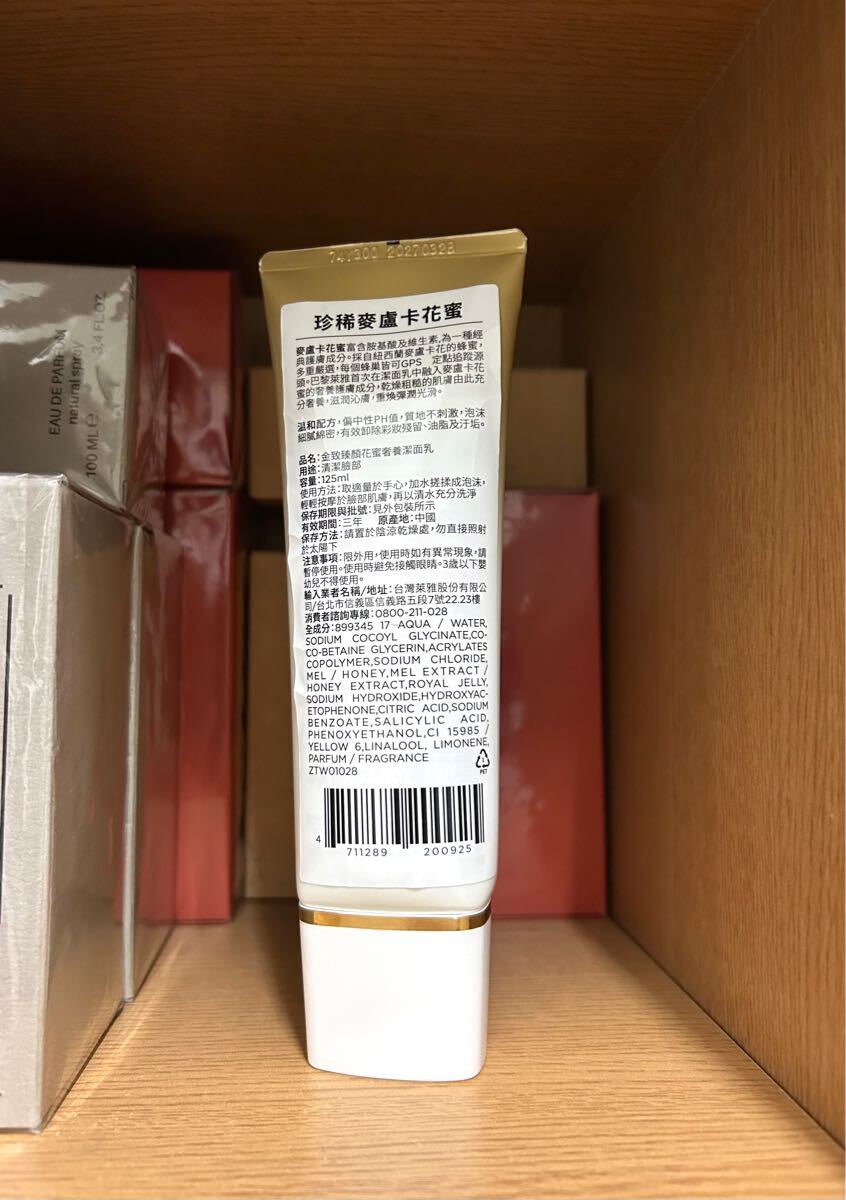 74Y300 20270328
珍稀麥盧卡花蜜
麥盧卡花蜜富含胺基酸及維生素,為一種經
典護膚成分。採自紐西蘭麥盧卡花的蜂蜜,
多重嚴選,每個蜂巢皆可GPS 定點追蹤源
頭。巴黎萊雅首次在潔面乳中融入麥盧卡花
蜜的奢養護膚成分,乾燥粗糙的肌膚由此充
分奢養,滋潤沁膚,重煥彈潤光滑。
溫和配方,偏中性PH值,質地不刺激,泡沫
細膩綿密,有效卸除彩妝殘留、油脂及汙垢。
品名:金致臻顏花蜜奢養潔面乳
用途:清潔臉部
容量:125ml
使用方法:取適量於手心,加水搓揉成泡沫,
輕輕按摩於臉部肌膚,再以清水充分洗淨
保存期限與批號:見外包裝所示
有效期間:三年 原產地:中國
保存方法:請置於陰涼乾燥處,勿直接照射
於太陽下
注意事項:限外用,使用時如有異常現象,請
暫停使用。使用時避免接觸眼睛。3歲以下嬰
幼兒不得使用。
輸入業者名稱/地址:台灣萊雅股份有限公
司/台北市信義區信義路五段7號22.23樓
消費者諮詢專線:0800-211-028
全成分:899345 17 AQUA / WATER,
SODIUM COCOYL GLYCINATE,CO-
CO-BETAINE GLYCERIN,ACRYLATES
COPOLYMER,SODIUM CHLORIDE,
MEL / HONEY,MEL EXTRACT /
HONEY EXTRACT,ROYAL JELLY,
SODIUM HYDROXIDE,HYDROXYAC-
ETOPHENONE,CITRIC ACID,SODIUM
BENZOATE,SALICYLIC ACID,
PHENOXYETHANOL,CI 15985 /
YELLOW 6,LINALOOL, LIMONENE,
PARFUM / FRAGRANCE
ZTW01028
PET
4 711289 200925
EAU DE PARFUM
natural spray
100 ML e 3,4 FL OZ